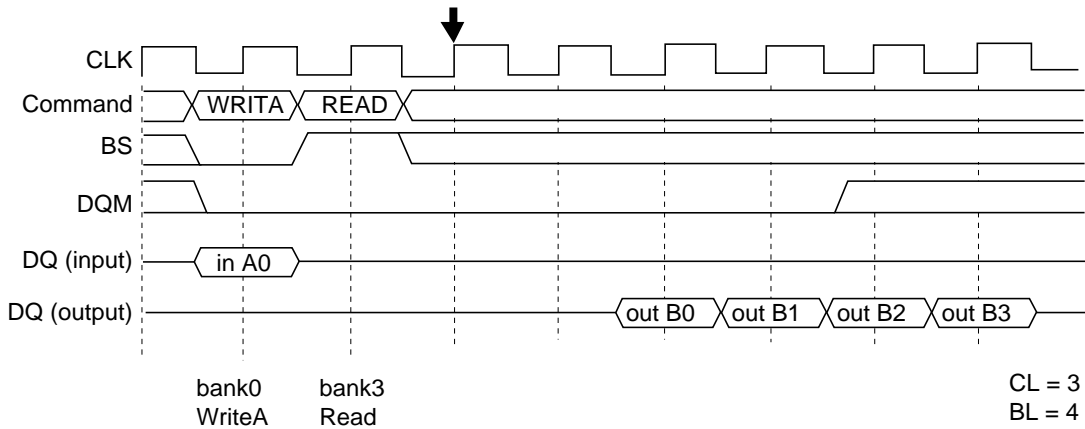 CLK
Command WRITA READ
BS
DQM
DQ (input) in A0
DQ (output) out B0 out B1 out B2 out B3
bank0 bank3 CL = 3
WriteA Read BL = 4